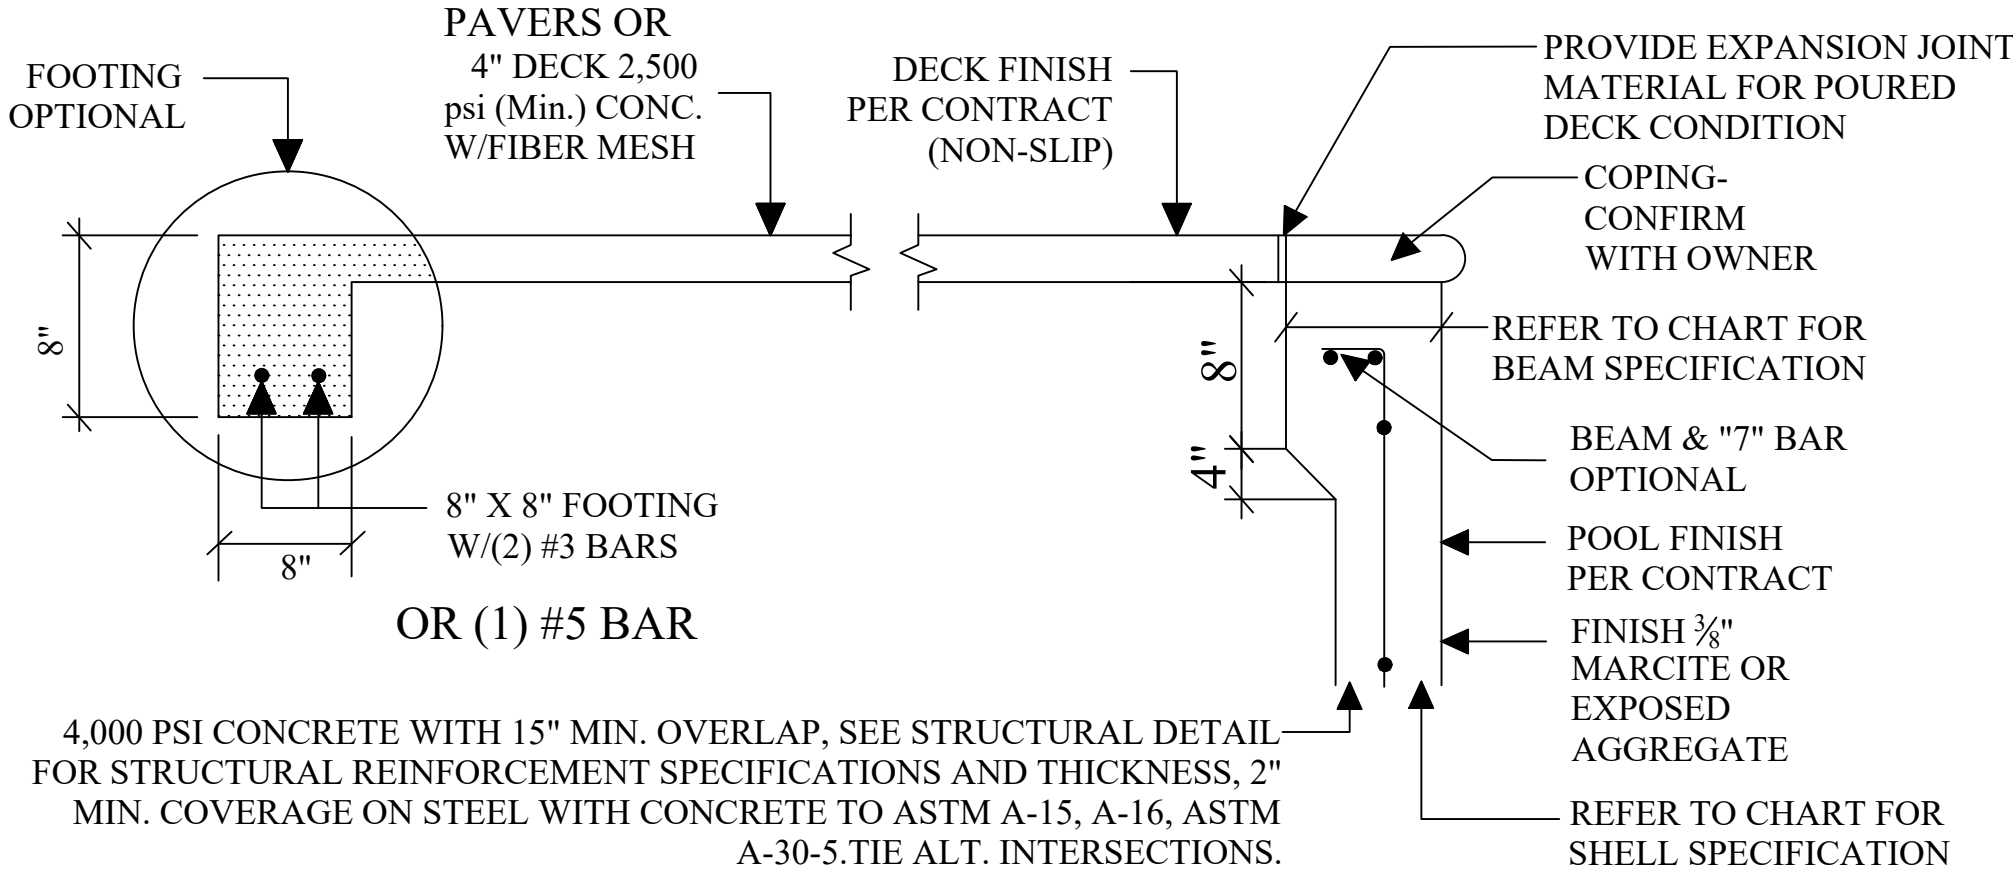 FOOTING
OPTIONAL
PAVERS OR
4" DECK 2,500
psi (Min.) CONC.
W/FIBER MESH
DECK FINISH
PER CONTRACT
(NON-SLIP)
PROVIDE EXPANSION JOINT
MATERIAL FOR POURED
DECK CONDITION
COPING-
CONFIRM
WITH OWNER
8"
8"
REFER TO CHART FOR
BEAM SPECIFICATION
4"
BEAM & "7" BAR
OPTIONAL
8" X 8" FOOTING
W/(2) #3 BARS
8"
OR (1) #5 BAR
POOL FINISH
PER CONTRACT
FINISH ⅜"
MARCITE OR
EXPOSED
AGGREGATE
4,000 PSI CONCRETE WITH 15" MIN. OVERLAP, SEE STRUCTURAL DETAIL
FOR STRUCTURAL REINFORCEMENT SPECIFICATIONS AND THICKNESS, 2"
MIN. COVERAGE ON STEEL WITH CONCRETE TO ASTM A-15, A-16, ASTM
A-30-5.TIE ALT. INTERSECTIONS.
REFER TO CHART FOR
SHELL SPECIFICATION